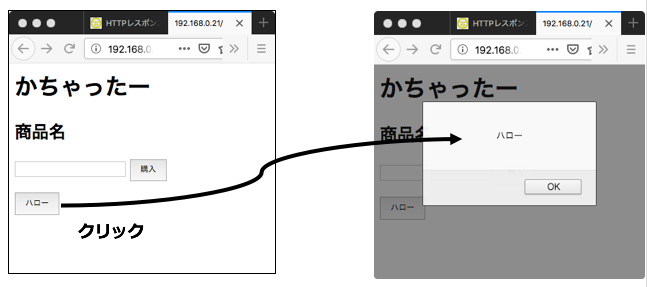 HTTPレスポン
192.168.0.21/
192.168.0.
かちゃったー
商品名
購入
ハロー
クリック
HTTPレスポン
192.168.0.21/
192.168.0.
かちゃったー
商品名
ハロー
OK
ハロー